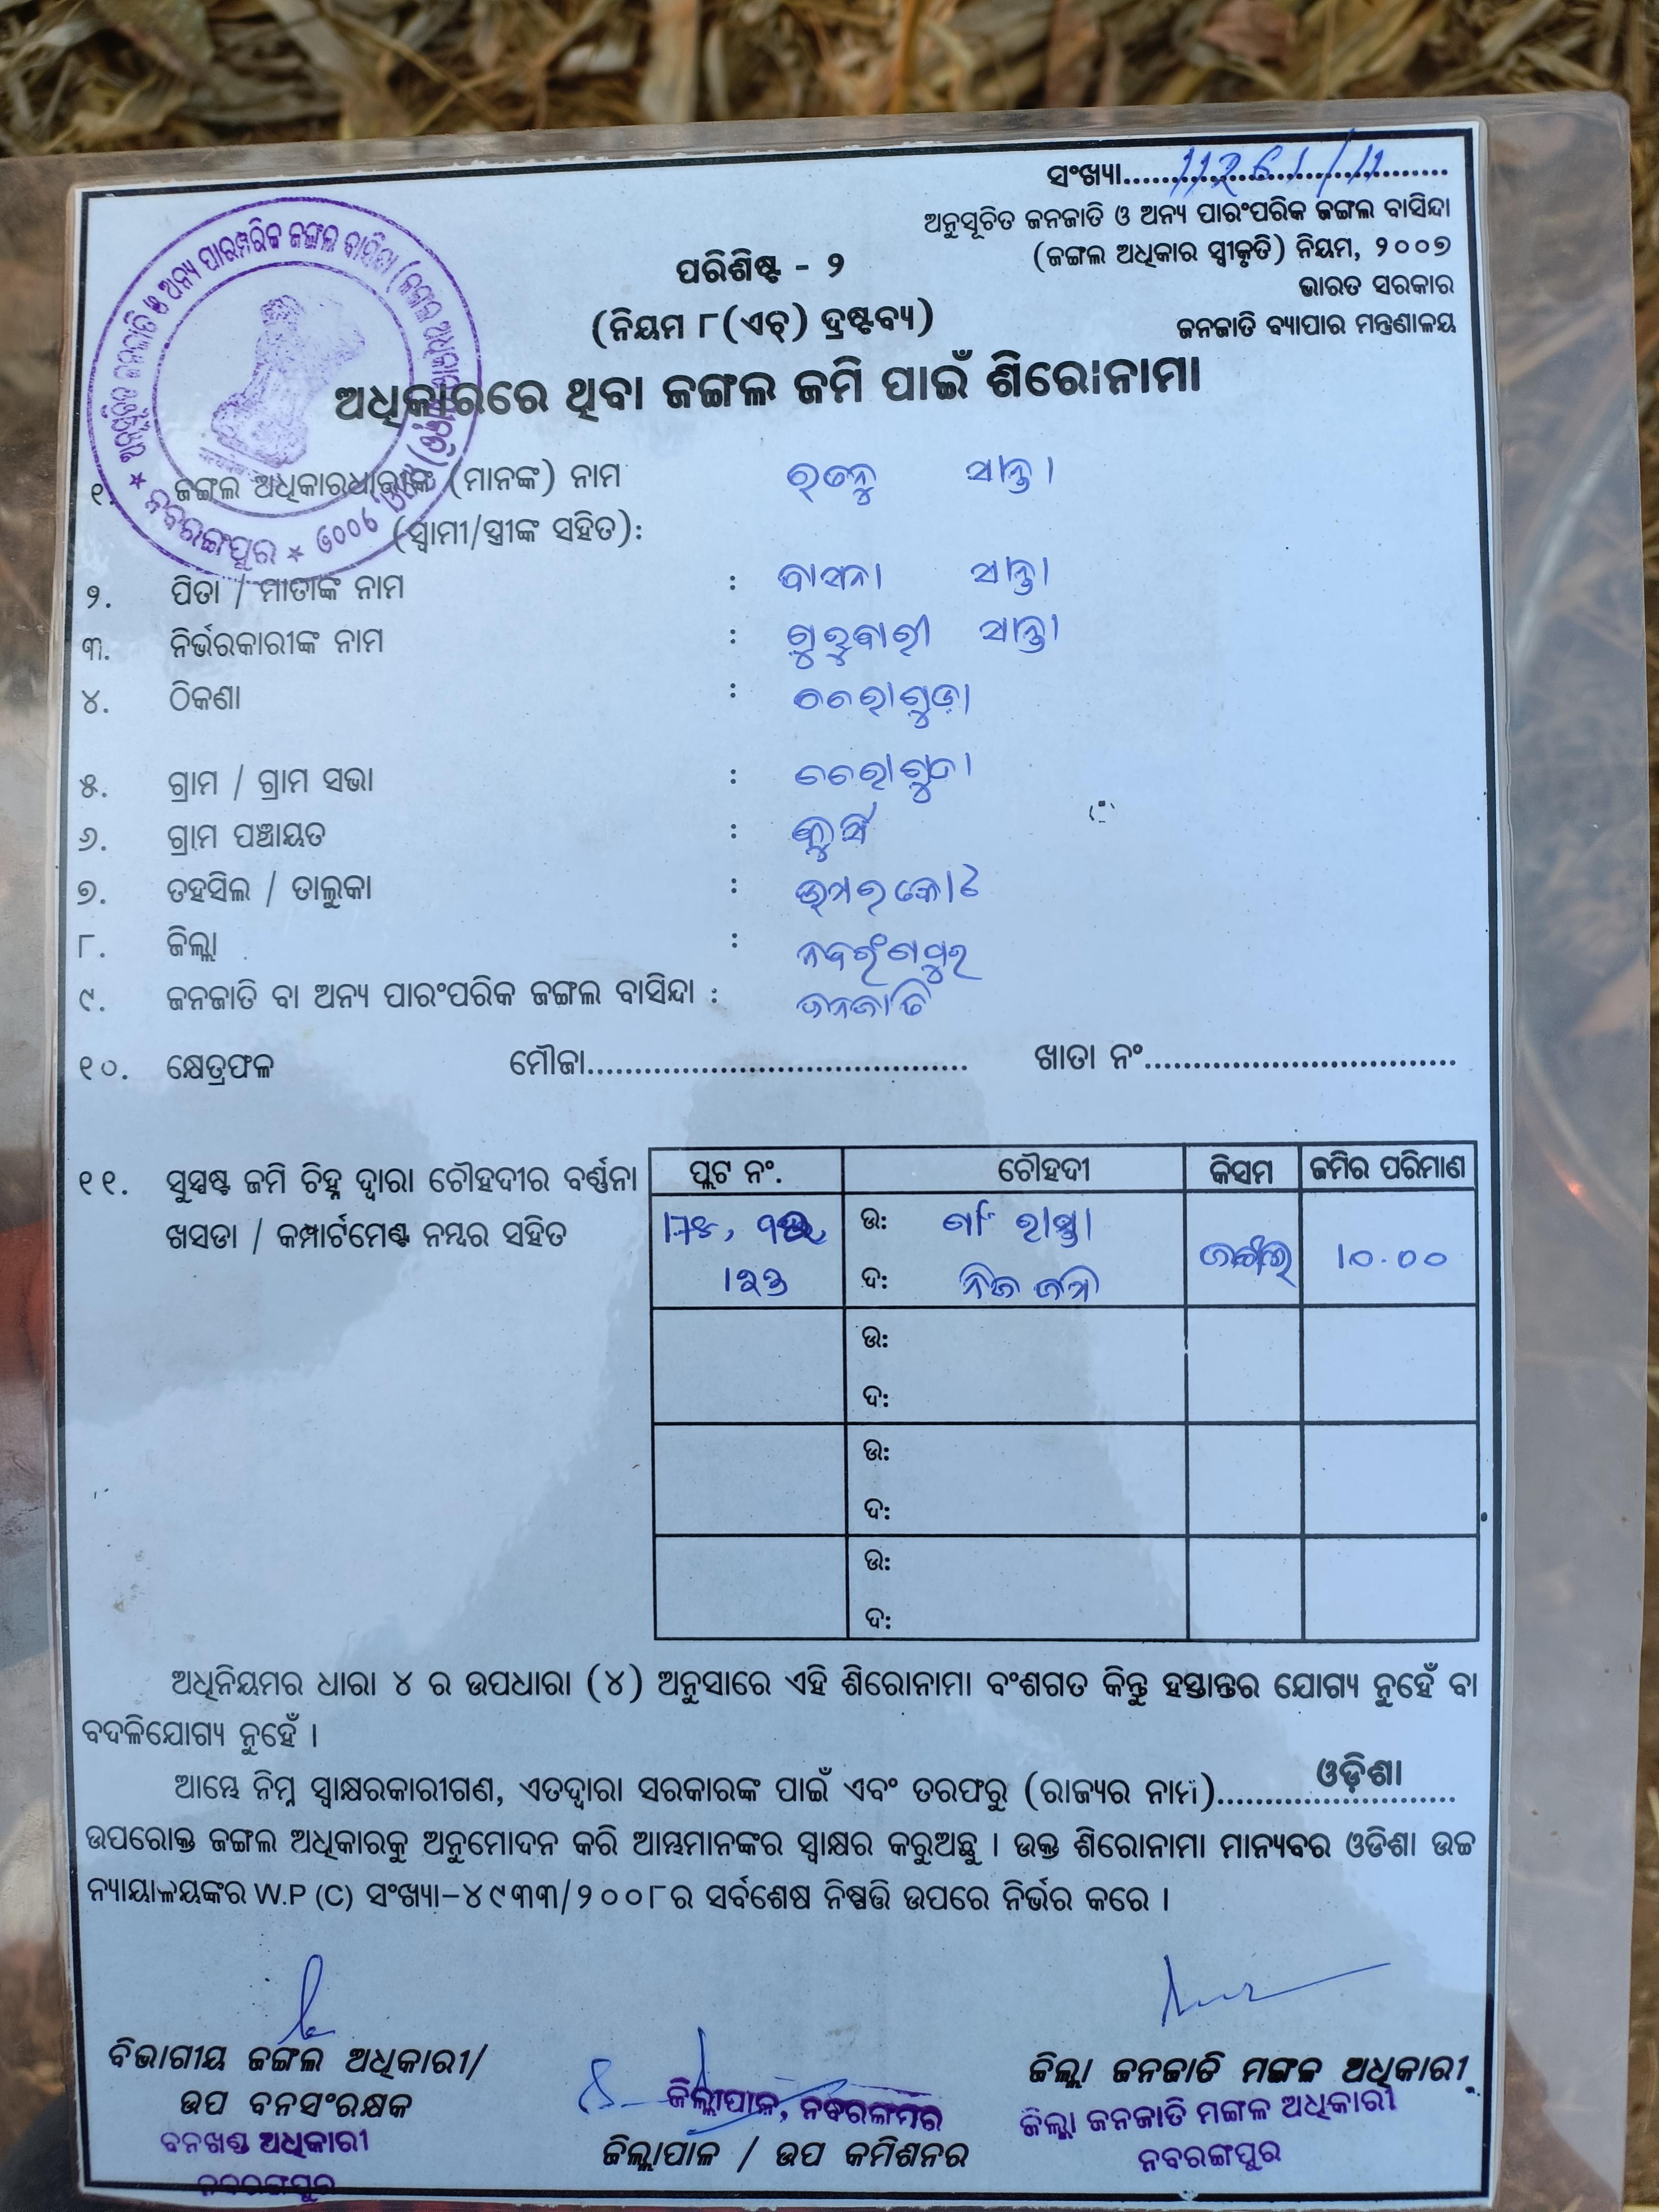 ସଂଖ୍ୟା..............................
ଅନୁସୂଚିତ ଜନଜାତି ଓ ଅନ୍ୟ ପାରଂପରିକ ଜଙ୍ଗଲ ବାସିନ୍ଦା
(ଜଙ୍ଗଲ ଅଧିକାର ସ୍ୱୀକୃତି) ନିୟମ, ୨୦୦୭
ଭାରତ ସରକାର
ଜନଜାତି ବ୍ୟାପାର ମନ୍ତ୍ରଣାଳୟ
ପରିଶିଷ୍ଟ - ୨
(ନିୟମ ୮(ଏଚ୍) ଦ୍ରଷ୍ଟବ୍ୟ)
ଅଧିକାରରେ ଥିବା ଜଙ୍ଗଲ ଜମି ପାଇଁ ଶିରୋନାମା
୧. ଜଙ୍ଗଲ ଅଧିକାରଧାରୀଙ୍କ (ମାନଙ୍କ) ନାମ ସାନ୍ତା
(ସ୍ୱାମୀ/ସ୍ତ୍ରୀଙ୍କ ସହିତ):
୨. ପିତା / ମାତାଙ୍କ ନାମ : ସାନ୍ତା
୩. ନିର୍ଭରକାରୀଙ୍କ ନାମ : ଗୁରୁବାରୀ ସାନ୍ତା
୪. ଠିକଣା :
୫. ଗ୍ରାମ / ଗ୍ରାମ ସଭା :
୬. ଗ୍ରାମ ପଞ୍ଚାୟତ :
୭. ତହସିଲ / ତାଲୁକା : ଉମରକୋଟ
୮. ଜିଲ୍ଲା : ନବରଂଗପୁର
୯. ଜନଜାତି ବା ଅନ୍ୟ ପାରଂପରିକ ଜଙ୍ଗଲ ବାସିନ୍ଦା : ଜନଜାତି
୧୦. କ୍ଷେତ୍ରଫଳ ମୌଜା....................................... ଖାତା ନଂ................................
୧୧. ସୁସ୍ପଷ୍ଟ ଜମି ଚିହ୍ନ ଦ୍ୱାରା ଚୌହଦୀର ବର୍ଣ୍ଣନା
ଖସଡା / କମ୍ପାର୍ଟମେଣ୍ଟ ନମ୍ବର ସହିତ
ପ୍ଲଟ ନଂ. ଚୌହଦୀ କିସମ ଜମିର ପରିମାଣ
ଉ: ରାସ୍ତା
ଦ: ନିଜ ଜମି
୧୦.୦୦
ଉ:
ଦ:
ଉ:
ଦ:
ଉ:
ଦ:
ଅଧିନିୟମର ଧାରା ୪ ର ଉପଧାରା (୪) ଅନୁସାରେ ଏହି ଶିରୋନାମା ବଂଶଗତ କିନ୍ତୁ ହସ୍ତାନ୍ତର ଯୋଗ୍ୟ ନୁହେଁ ବା
ବଦଳିଯୋଗ୍ୟ ନୁହେଁ ।
ଆମ୍ଭେ ନିମ୍ନ ସ୍ୱାକ୍ଷରକାରୀଗଣ, ଏତଦ୍ୱାରା ସରକାରଙ୍କ ପାଇଁ ଏବଂ ତରଫରୁ (ରାଜ୍ୟର ନାମ)........ଓଡ଼ିଶା........
ଉପରୋକ୍ତ ଜଙ୍ଗଲ ଅଧିକାରକୁ ଅନୁମୋଦନ କରି ଆମ୍ଭମାନଙ୍କର ସ୍ୱାକ୍ଷର କରୁଅଛୁ । ଉକ୍ତ ଶିରୋନାମା ମାନ୍ୟବର ଓଡିଶା ଉଚ୍ଚ
ନ୍ୟାୟାଳୟଙ୍କର W.P (C) ସଂଖ୍ୟା-୪୯୩୩/୨୦୦୮ର ସର୍ବଶେଷ ନିଷ୍ପତ୍ତି ଉପରେ ନିର୍ଭର କରେ ।
ବିଭାଗୀୟ ଜଙ୍ଗଲ ଅଧିକାରୀ/
ଉପ ବନସଂରକ୍ଷକ
ବନଖଣ୍ଡ ଅଧିକାରୀ
ନବରଙ୍ଗପୁର
ଜିଲ୍ଲାପାଳ, ନବରଙ୍ଗପୁର
ଜିଲ୍ଲାପାଳ / ଉପ କମିଶନର
ଜିଲ୍ଲା ଜନଜାତି ମଙ୍ଗଳ ଅଧିକାରୀ
ଜିଲ୍ଲା ଜନଜାତି ମଙ୍ଗଳ ଅଧିକାରୀ
ନବରଙ୍ଗପୁର